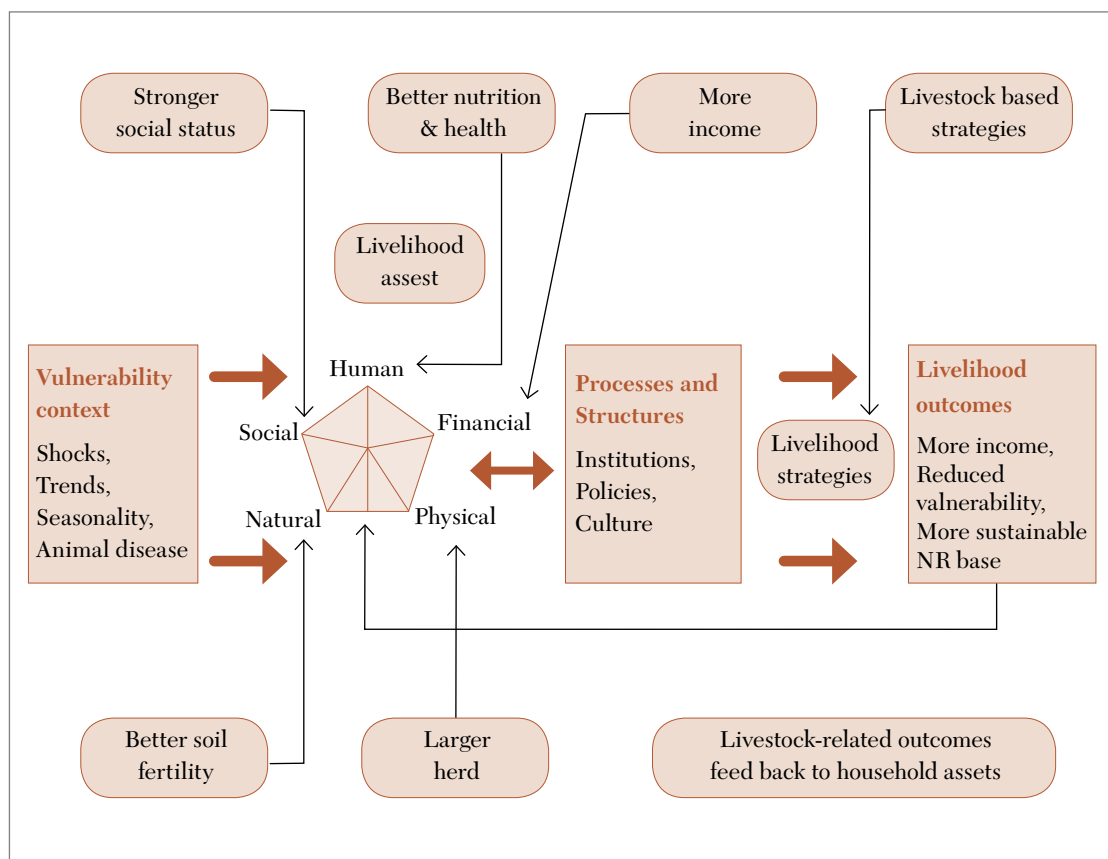 Stronger
social status
Better nutrition
& health
More
income
Livestock based
strategies
Livelihood
assest
Human
Social
Financial
Natural
Physical
Vulnerability
context
Shocks,
Trends,
Seasonality,
Animal disease
Processes and
Structures
Institutions,
Policies,
Culture
Livelihood
strategies
Livelihood
outcomes
More income,
Reduced
valnerability,
More sustainable
NR base
Better soil
fertility
Larger
herd
Livestock-related outcomes
feed back to household assets